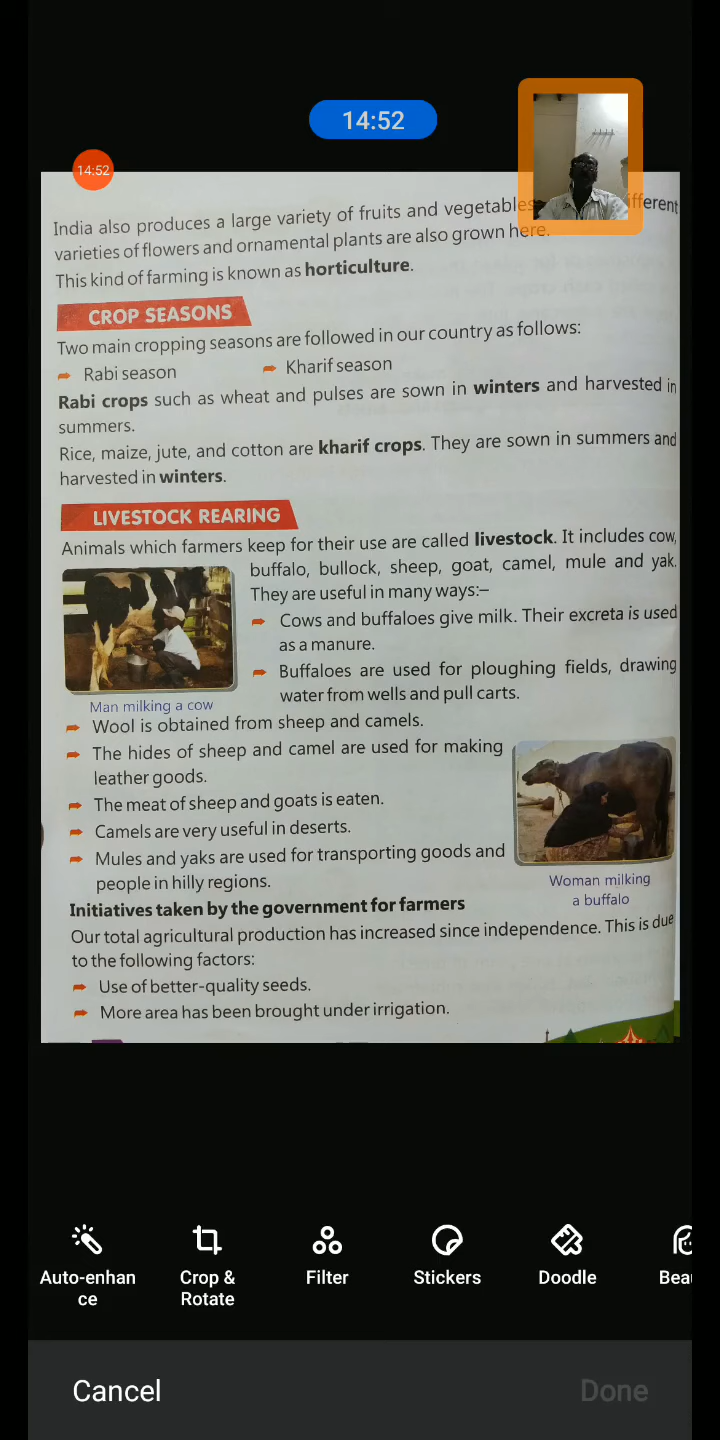 14:52
14:52
India also produces a large variety of fruits and vegetables
varieties of flowers and ornamental plants are also grown here.
This kind of farming is known as horticulture.
CROP SEASONS
Two main cropping seasons are followed in our country as follows:
Rabi season
Kharif season
Rabi crops such as wheat and pulses are sown in winters and harvested in
summers.
Rice, maize, jute, and cotton are kharif crops. They are sown in summers and
harvested in winters.
LIVESTOCK REARING
Animals which farmers keep for their use are called livestock. It includes cow,
buffalo, bullock, sheep, goat, camel, mule and yak.
They are useful in many ways:–
Cows and buffaloes give milk. Their excreta is used
as a manure.
Buffaloes are used for ploughing fields, drawing
water from wells and pull carts.
Man milking a cow
Wool is obtained from sheep and camels.
The hides of sheep and camel are used for making
leather goods.
The meat of sheep and goats is eaten.
Camels are very useful in deserts.
Mules and yaks are used for transporting goods and
people in hilly regions.
Woman milking
a buffalo
Initiatives taken by the government for farmers
Our total agricultural production has increased since independence. This is due
to the following factors:
Use of better-quality seeds.
More area has been brought under irrigation.
Auto-enhan
ce
Crop &
Rotate
Filter
Stickers
Doodle
Cancel
Done